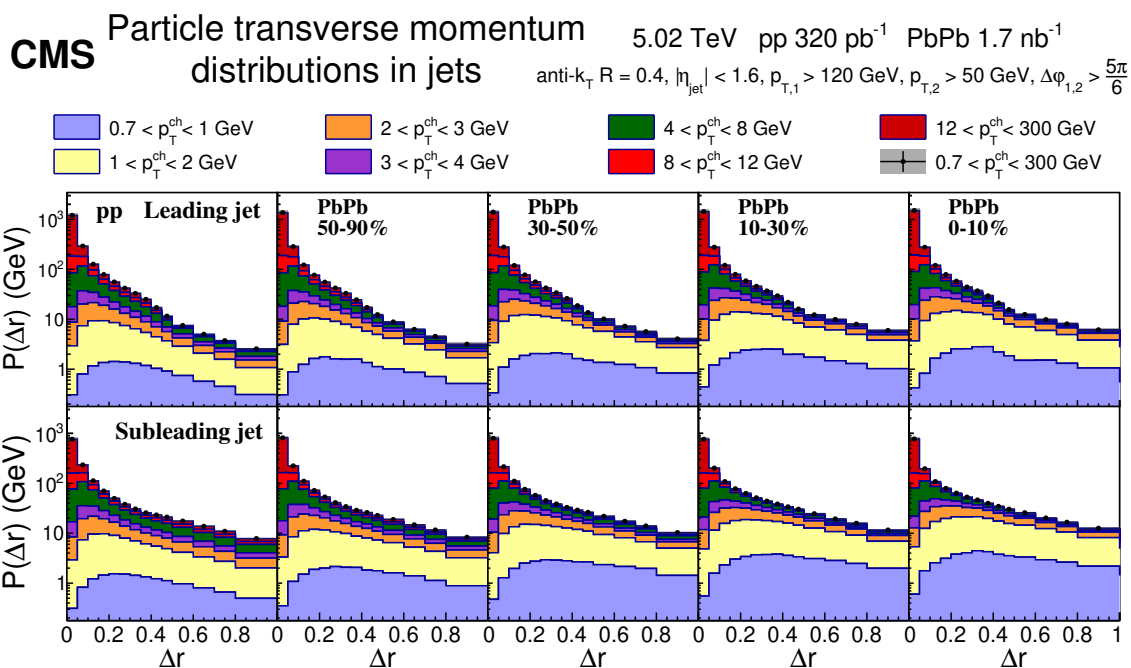 CMS
Particle transverse momentum
distributions in jets
5.02 TeV pp 320 pb⁻¹ PbPb 1.7 nb⁻¹
anti-k_T R = 0.4, |η_jet| < 1.6, p_T,1 > 120 GeV, p_T,2 > 50 GeV, Δφ_1,2 > 5π/6
0.7 < p_T^ch < 1 GeV
2 < p_T^ch < 3 GeV
4 < p_T^ch < 8 GeV
12 < p_T^ch < 300 GeV
1 < p_T^ch < 2 GeV
3 < p_T^ch < 4 GeV
8 < p_T^ch < 12 GeV
0.7 < p_T^ch < 300 GeV
P(Δr) (GeV)
10³
10²
10
1
pp Leading jet
PbPb
50-90%
PbPb
30-50%
PbPb
10-30%
PbPb
0-10%
P(Δr) (GeV)
10³
10²
10
1
Subleading jet
0 0.2 0.4 0.6 0.8 0 0.2 0.4 0.6 0.8 0 0.2 0.4 0.6 0.8 0 0.2 0.4 0.6 0.8 0 0.2 0.4 0.6 0.8 1
Δr Δr Δr Δr Δr